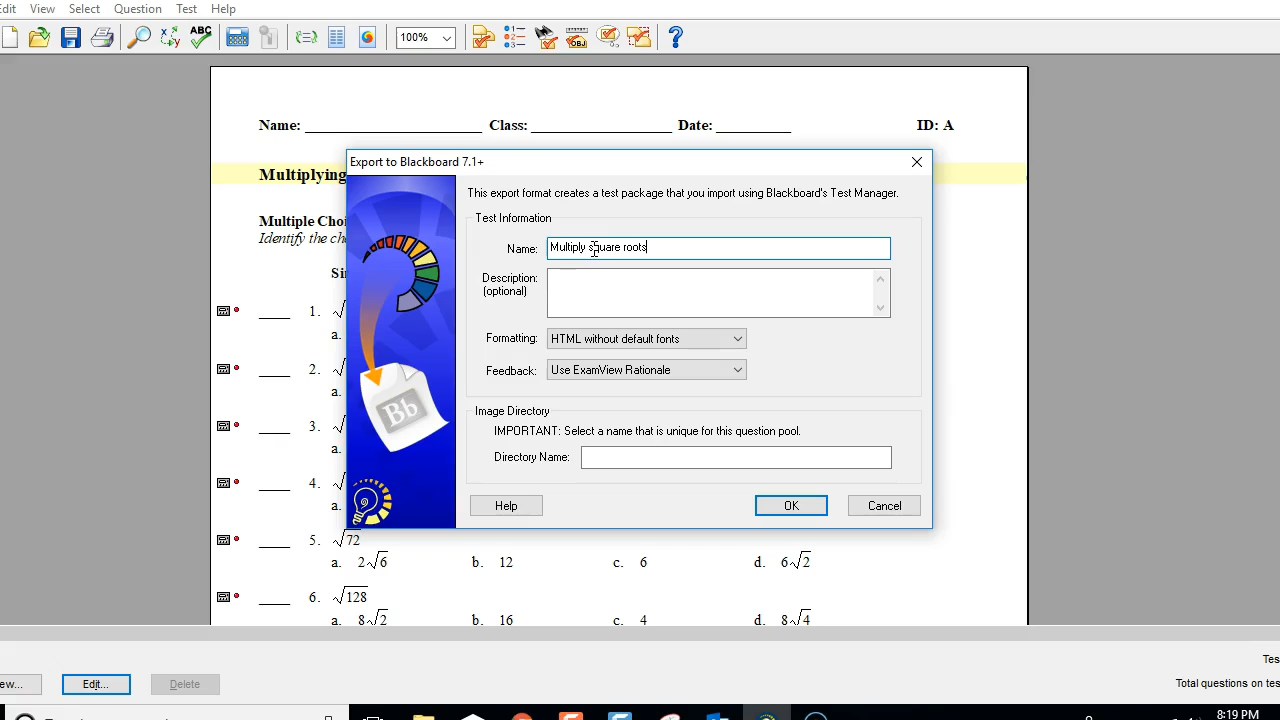 Edit View Select Question Test Help
ABC 100% OBJ ?
Name: Class: Date: ID: A
Export to Blackboard 7.1+
Multiplying
This export format creates a test package that you import using Blackboard's Test Manager.
Test Information
Multiple Choi
Identify the ch
Name: Multiply square roots
Description:
(optional)
1. √
a.
Formatting: HTML without default fonts
2. √
Feedback: Use ExamView Rationale
a.
Bb
Image Directory
IMPORTANT: Select a name that is unique for this question pool.
3. √
a.
Directory Name:
4. √
a.
Help OK Cancel
5. √72
a. 2√6 b. 12 c. 6 d. 6√2
6. √128
a. 8√2 b. 16 c. 4 d. 8√4
Edit... Delete
Total questions on tes
8:19 PM